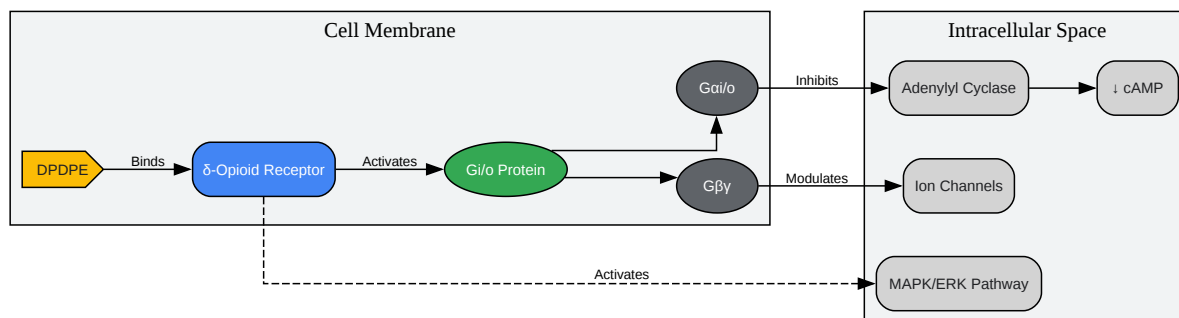 Cell Membrane
Intracellular Space
Gαi/o
Inhibits
Adenylyl Cyclase
↓ cAMP
DPDPE
Binds
δ-Opioid Receptor
Activates
Gi/o Protein
Gβγ
Modulates
Ion Channels
Activates
MAPK/ERK Pathway